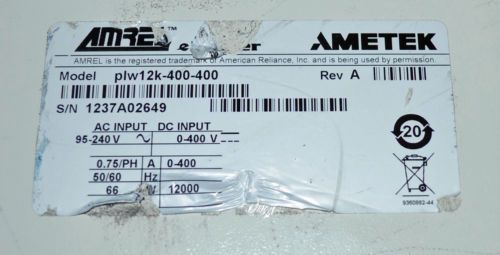 AMREL™ AMETEK
AMREL is the registered trademark of American Reliance, Inc. and is being used by permission.
Model plw12k-400-400 Rev A
S/N 1237A02649
AC INPUT DC INPUT
95-240 V 0-400 V
0.75/PH A 0-400
50/60 Hz
66 W 12000
20
9360862-44